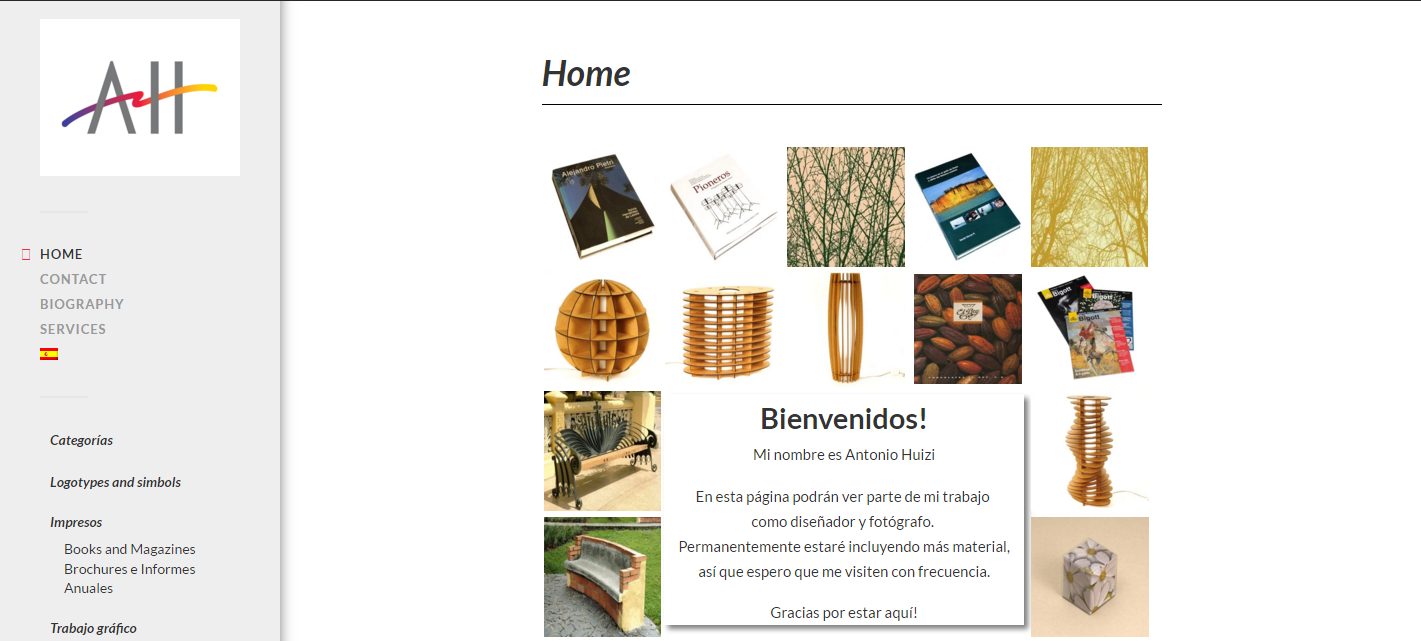 AH
Home
HOME
CONTACT
BIOGRAPHY
SERVICES
Categorías
Logotypes and simbols
Impresos
Books and Magazines
Brochures e Informes
Anuales
Trabajo gráfico
Alejandro Pietri
Pioneros
Bigott
Bigott
Bigott
Bienvenidos!
Mi nombre es Antonio Huizi
En esta página podrán ver parte de mi trabajo
como diseñador y fotógrafo.
Permanentemente estaré incluyendo más material,
así que espero que me visiten con frecuencia.
Gracias por estar aquí!